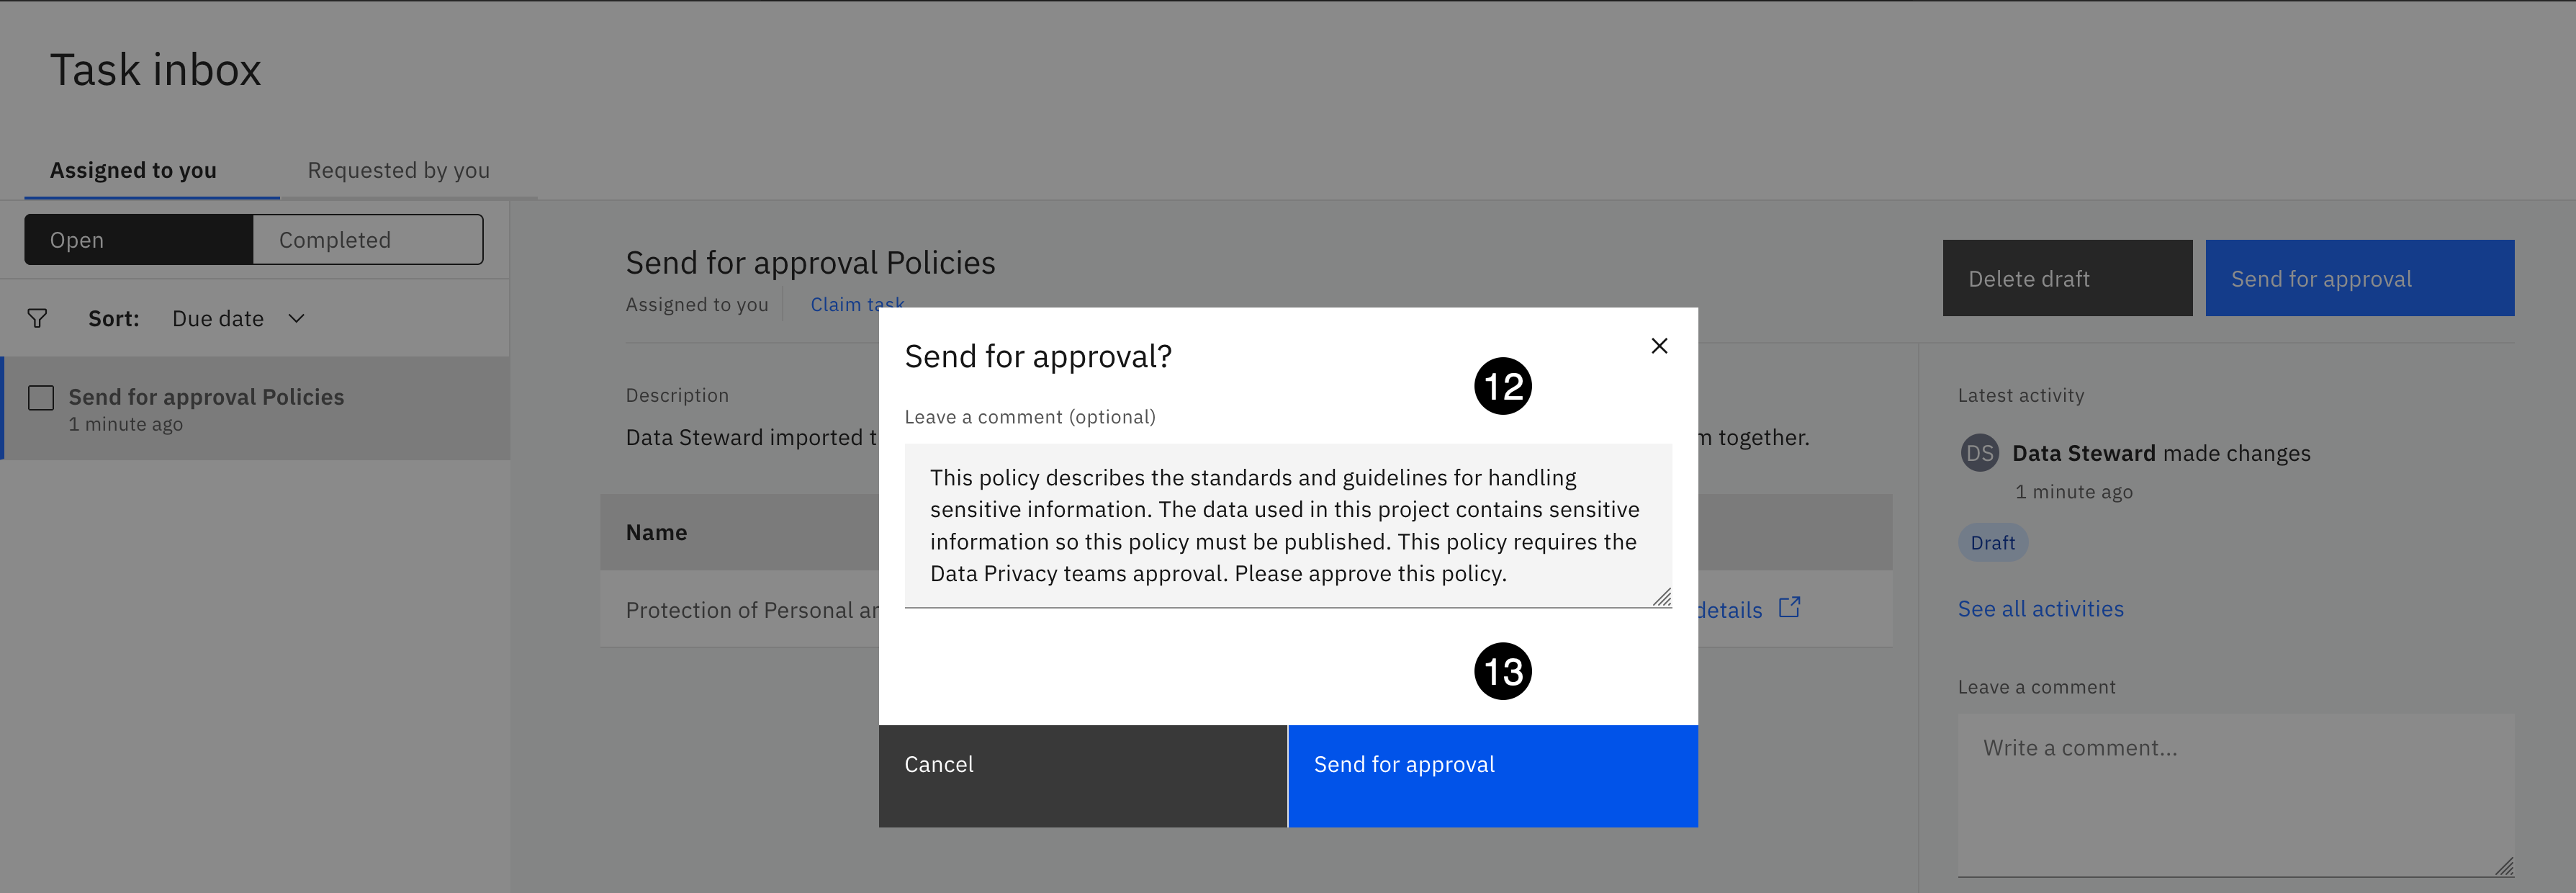 Task inbox
Assigned to you
Requested by you
Open
Completed
Sort: Due date
Send for approval Policies
1 minute ago
Send for approval Policies
Assigned to you
Claim task
Delete draft
Send for approval
Description
Data Steward imported
together.
Name
Protection of Personal
details
Send for approval?
12
Leave a comment (optional)
This policy describes the standards and guidelines for handling
sensitive information. The data used in this project contains sensitive
information so this policy must be published. This policy requires the
Data Privacy teams approval. Please approve this policy.
13
Cancel
Send for approval
Latest activity
DS Data Steward made changes
1 minute ago
Draft
See all activities
Leave a comment
Write a comment...